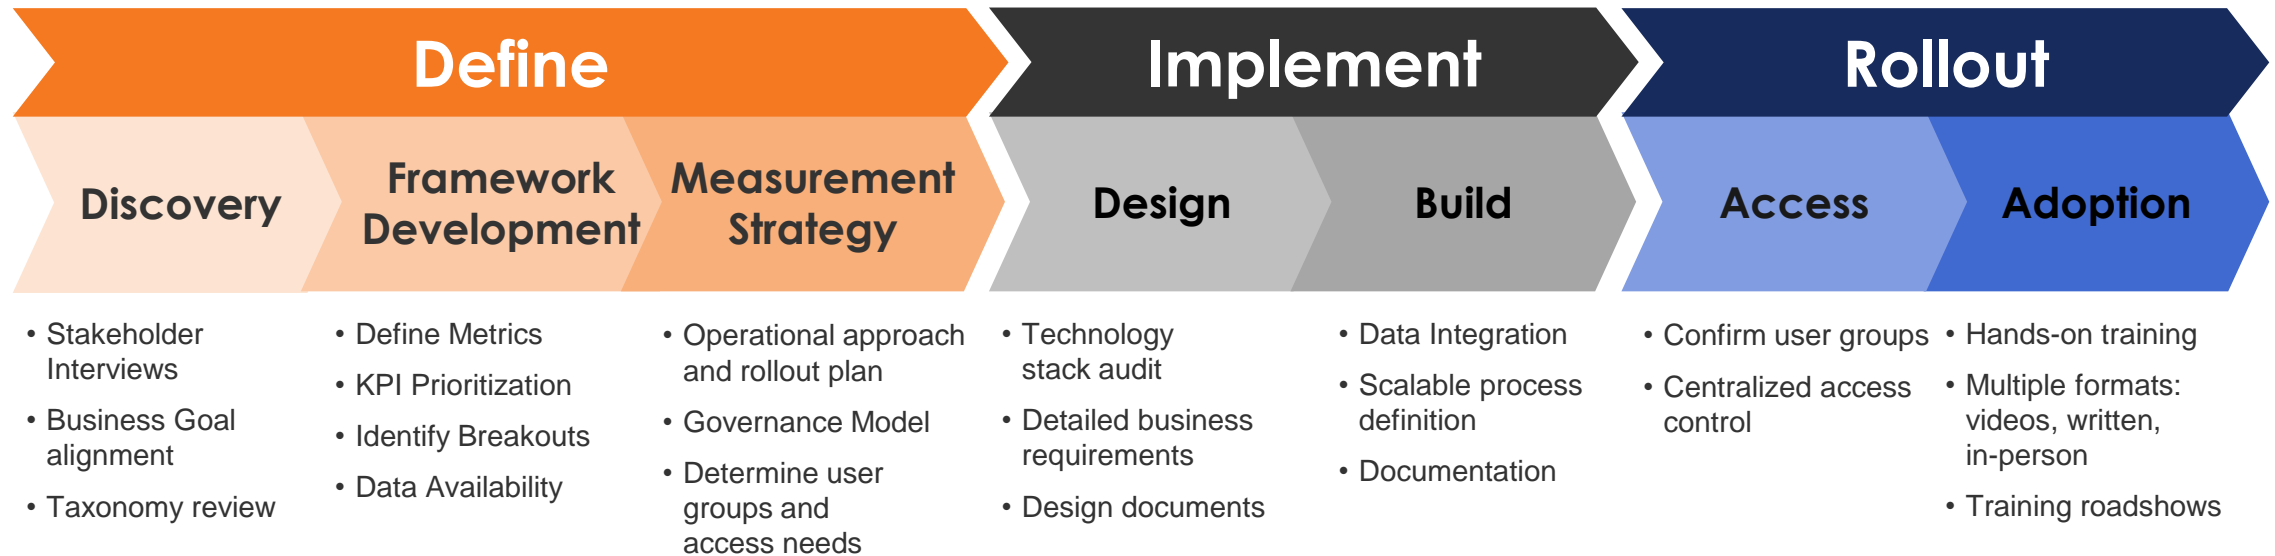 Define
Implement
Rollout
Discovery
Framework
Development
Measurement
Strategy
Design
Build
Access
Adoption
• Stakeholder
Interviews
• Business Goal
alignment
• Taxonomy review
• Define Metrics
• KPI Prioritization
• Identify Breakouts
• Data Availability
• Operational approach
and rollout plan
• Governance Model
• Determine user
groups and
access needs
• Technology
stack audit
• Detailed business
requirements
• Design documents
• Data Integration
• Scalable process
definition
• Documentation
• Confirm user groups
• Centralized access
control
• Hands-on training
• Multiple formats:
videos, written,
in-person
• Training roadshows